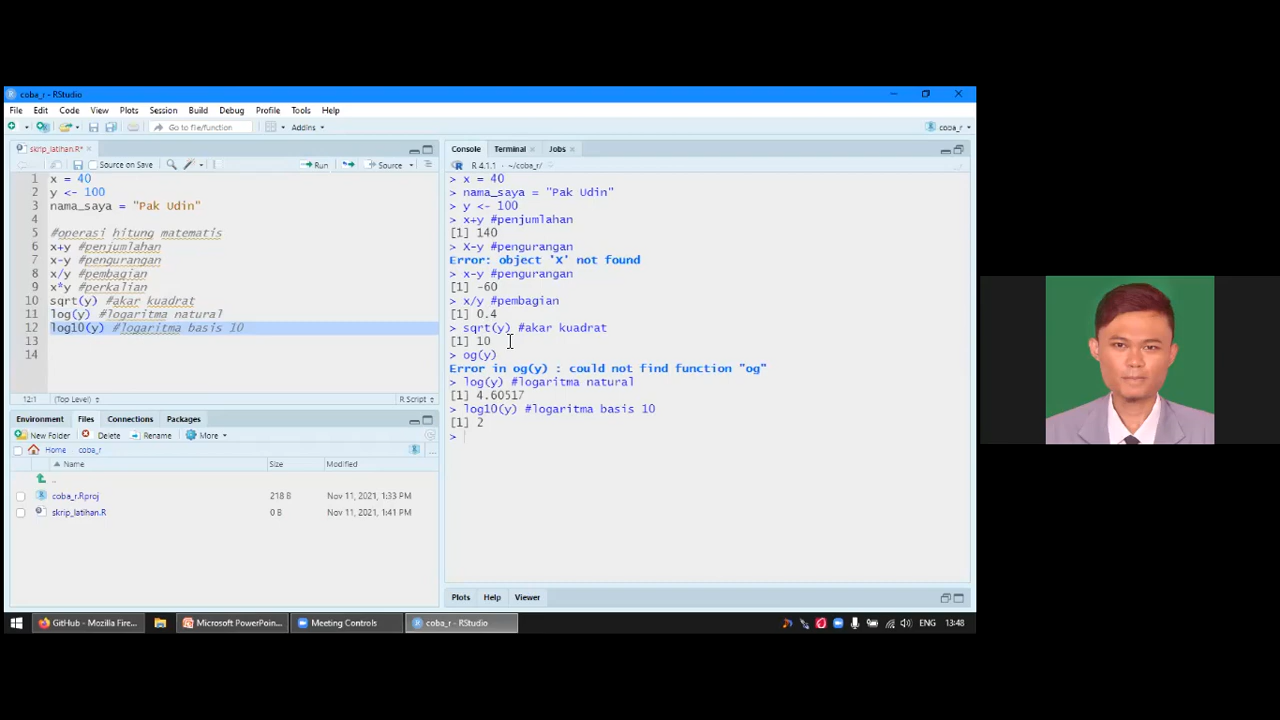 coba_r - RStudio
File Edit Code View Plots Session Build Debug Profile Tools Help
Go to file/function Addins coba_r
skrip_latihan.R*
Source on Save Run Source
1 x = 40
2 y <- 100
3 nama_saya = "Pak Udin"
4
5 #operasi hitung matematis
6 x+y #penjumlahan
7 x-y #pengurangan
8 x/y #pembagian
9 x*y #perkalian
10 sqrt(y) #akar kuadrat
11 log(y) #logaritma natural
12 log10(y) #logaritma basis 10
13
14
12:1 (Top Level) R Script
Environment Files Connections Packages
New Folder Delete Rename More
Home coba_r
Name Size Modified
..
coba_r.Rproj 218 B Nov 11, 2021, 1:33 PM
skrip_latihan.R 0 B Nov 11, 2021, 1:41 PM
Console Terminal Jobs
R 4.1.1 · ~/coba_r/
> x = 40
> nama_saya = "Pak Udin"
> y <- 100
> x+y #penjumlahan
[1] 140
> X-y #pengurangan
Error: object 'X' not found
> x-y #pengurangan
[1] -60
> x/y #pembagian
[1] 0.4
> sqrt(y) #akar kuadrat
[1] 10
> og(y)
Error in og(y) : could not find function "og"
> log(y) #logaritma natural
[1] 4.60517
> log10(y) #logaritma basis 10
[1] 2
>
Plots Help Viewer
GitHub - Mozilla Fire... Microsoft PowerPoin... Meeting Controls coba_r - RStudio ENG 13:48